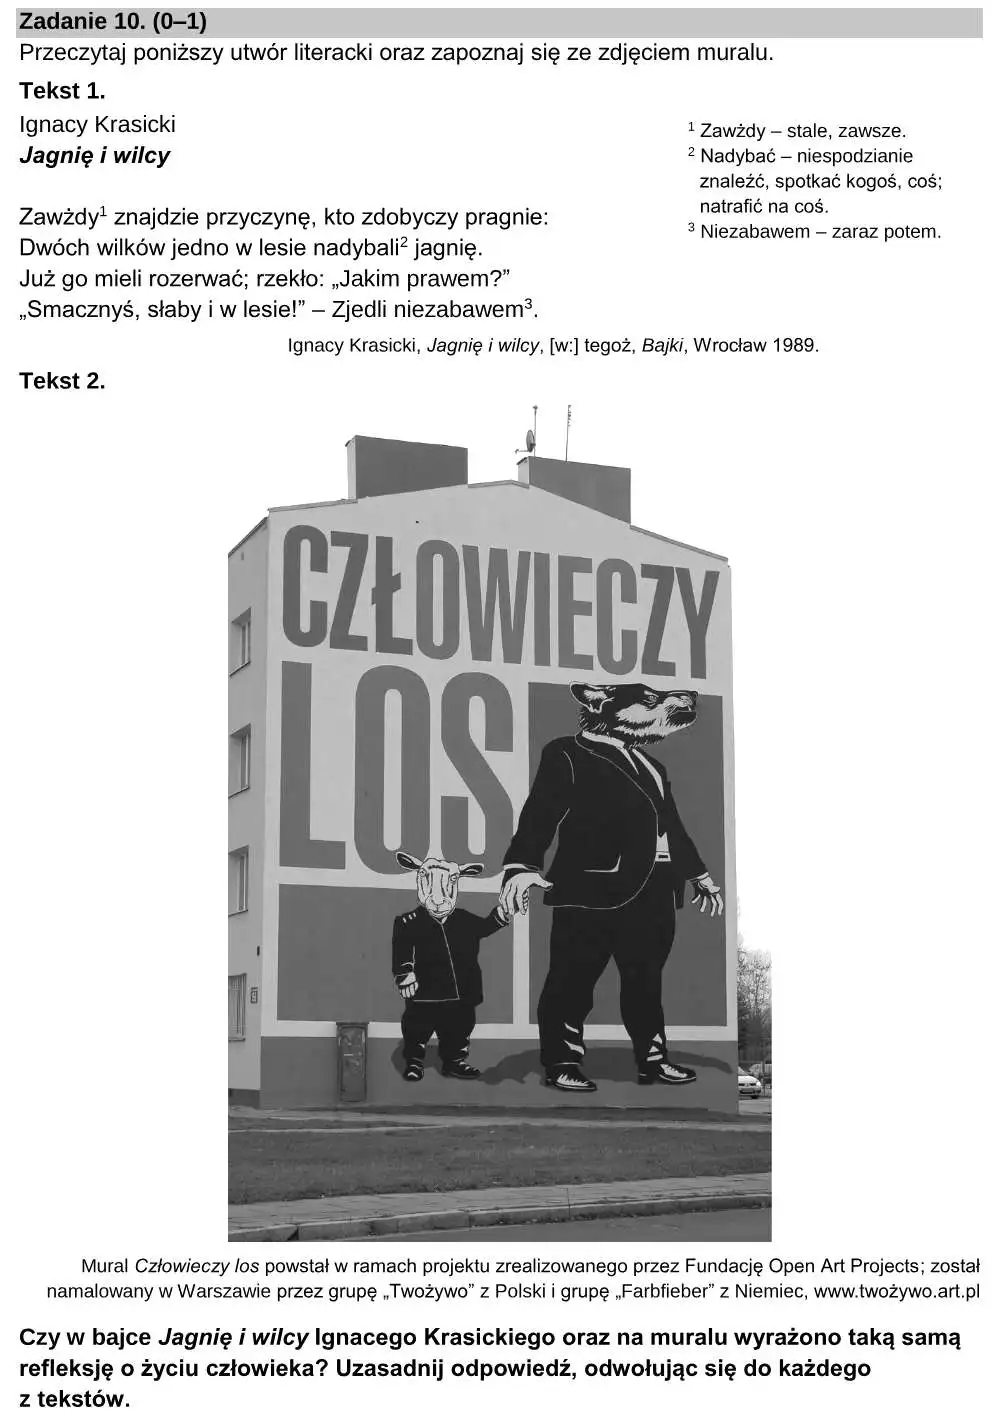 Zadanie 10. (0–1)
Przeczytaj poniższy utwór literacki oraz zapoznaj się ze zdjęciem muralu.
Tekst 1.
Ignacy Krasicki
Jagnię i wilcy
Zawżdy¹ znajdzie przyczynę, kto zdobyczy pragnie:
Dwóch wilków jedno w lesie nadybali² jagnię.
Już go mieli rozerwać; rzekło: „Jakim prawem?”
„Smacznyś, słaby i w lesie!” – Zjedli niezabawem³.
¹ Zawżdy – stale, zawsze.
² Nadybać – niespodzianie
znaleźć, spotkać kogoś, coś;
natrafić na coś.
³ Niezabawem – zaraz potem.
Ignacy Krasicki, Jagnię i wilcy, [w:] tegoż, Bajki, Wrocław 1989.
Tekst 2.
CZŁOWIECZY
LOS
Mural Człowieczy los powstał w ramach projektu zrealizowanego przez Fundację Open Art Projects; został
namalowany w Warszawie przez grupę „Twożywo” z Polski i grupę „Farbfieber” z Niemiec, www.twożywo.art.pl
Czy w bajce Jagnię i wilcy Ignacego Krasickiego oraz na muralu wyrażono taką samą
refleksję o życiu człowieka? Uzasadnij odpowiedź, odwołując się do każdego
z tekstów.